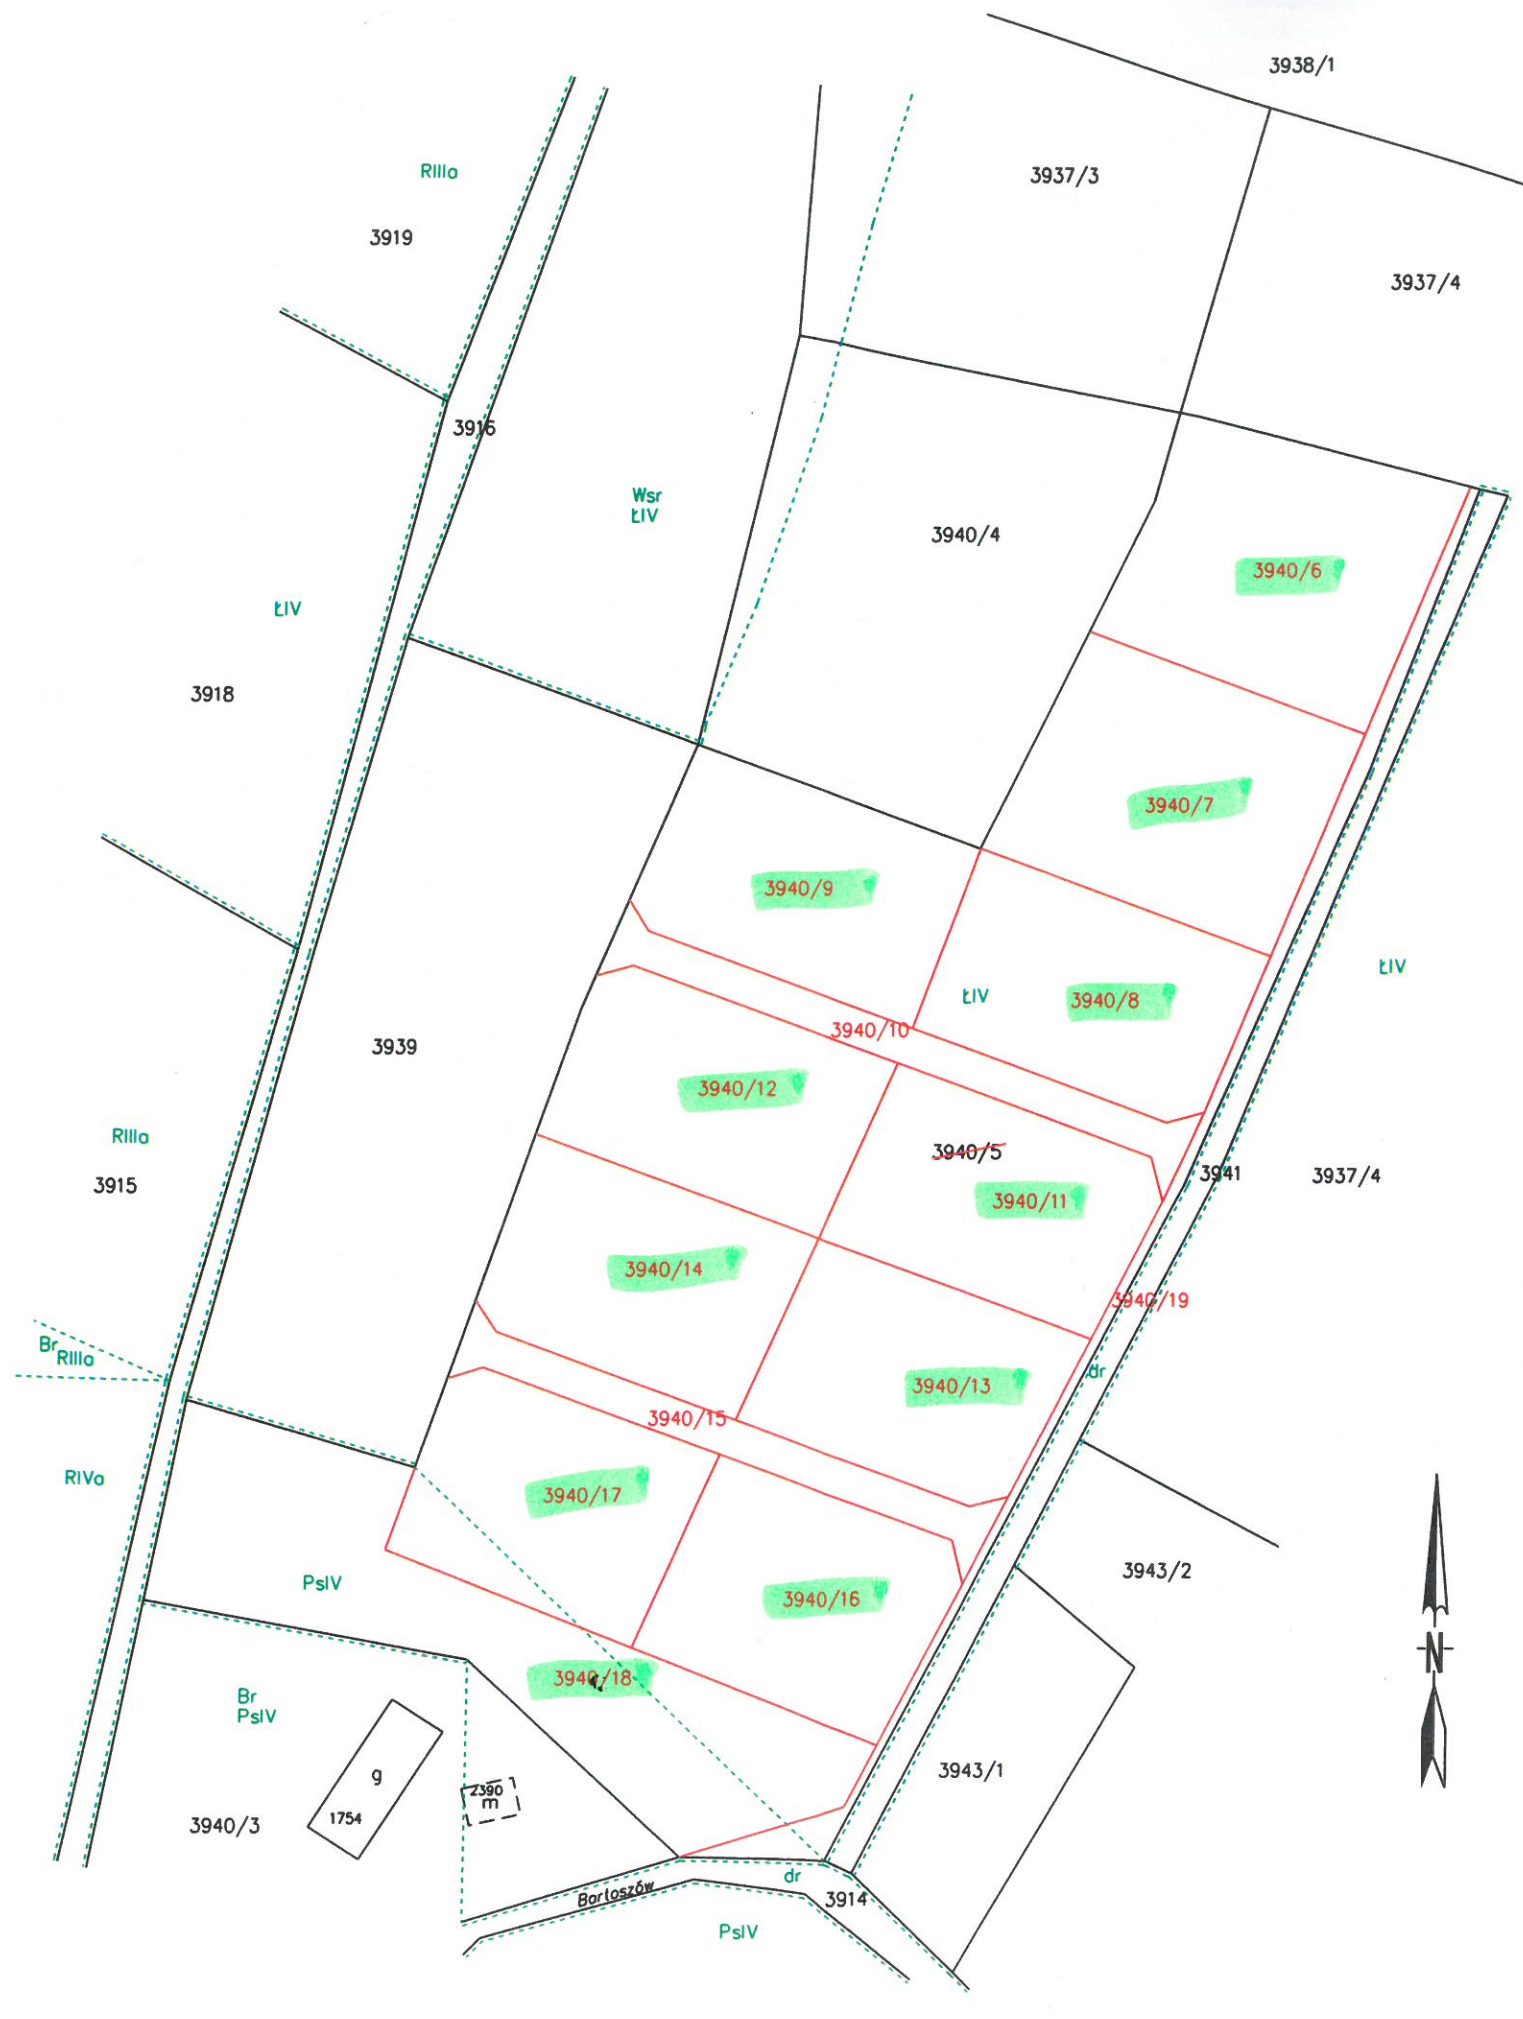 3938/1
RIIIa
3937/3
3919
3937/4
3916
Wsr
ŁIV
3940/4
3940/6
ŁIV
3918
3940/7
3940/9
ŁIV
ŁIV
3940/8
3940/10
3939
3940/12
RIIIa
3940/5
3941
3937/4
3915
3940/11
3940/14
3940/19
Br
RIIIa
dr
3940/13
3940/15
RIVa
3940/17
3943/2
PsIV
3940/16
N
3940/18
Br
PsIV
3943/1
g
2390
m
1754
3940/3
dr
Bartoszów
3914
PsIV